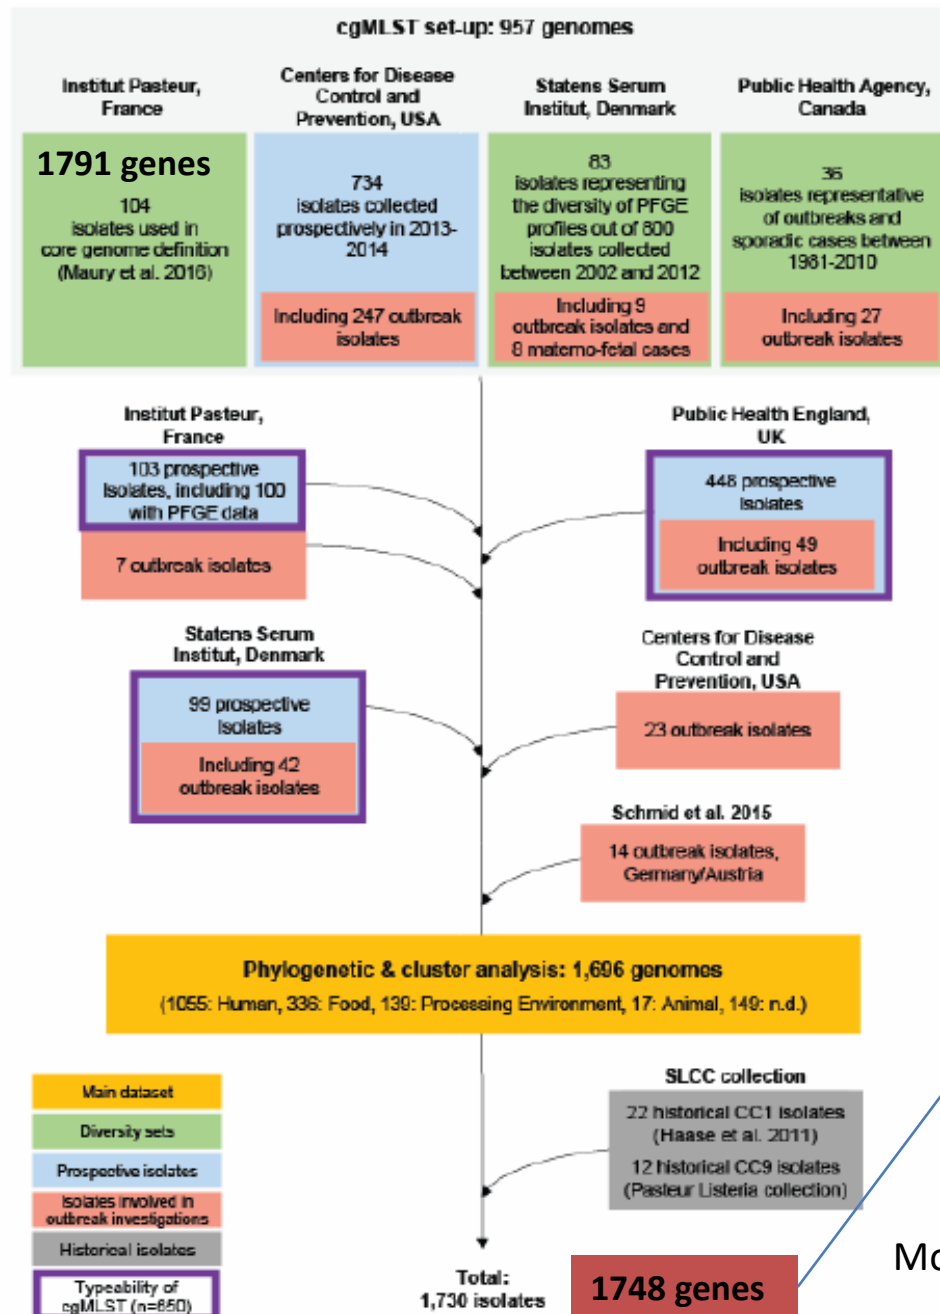 cgMLST set-up: 957 genomes
Institut Pasteur,
France
1791 genes
104
isolates used in
core genome definition
(Maury et al. 2016)
Centers for Disease
Control and
Prevention, USA
734
isolates collected
prospectively in 2013-
2014
Including 247 outbreak
isolates
Statens Serum
Institut, Denmark
83
isolates representing
the diversity of PFGE
profiles out of 800
isolates collected
between 2002 and 2012
Including 9
outbreak isolates and
8 materno-fetal cases
Public Health Agency,
Canada
36
isolates representative
of outbreaks and
sporadic cases between
1981-2010
Including 27
outbreak isolates
Institut Pasteur,
France
103 prospective
Isolates, including 100
with PFGE data
7 outbreak isolates
Public Health England,
UK
448 prospective
Isolates
Including 49
outbreak isolates
Statens Serum
Institut, Denmark
99 prospective
Isolates
Including 42
outbreak isolates
Centers for Disease
Control and
Prevention, USA
23 outbreak isolates
Schmid et al. 2015
14 outbreak isolates,
Germany/Austria
Phylogenetic & cluster analysis: 1,696 genomes
(1055: Human, 336: Food, 139: Processing Environment, 17: Animal, 149: n.d.)
SLCC collection
22 historical CC1 isolates
(Haase et al. 2011)
12 historical CC9 isolates
(Pasteur Listeria collection)
Main dataset
Diversity sets
Prospective isolates
Isolates involved in
outbreak investigations
Historical isolates
Typeability of
cgMLST (n=650)
Total:
1,730 isolates
1748 genes